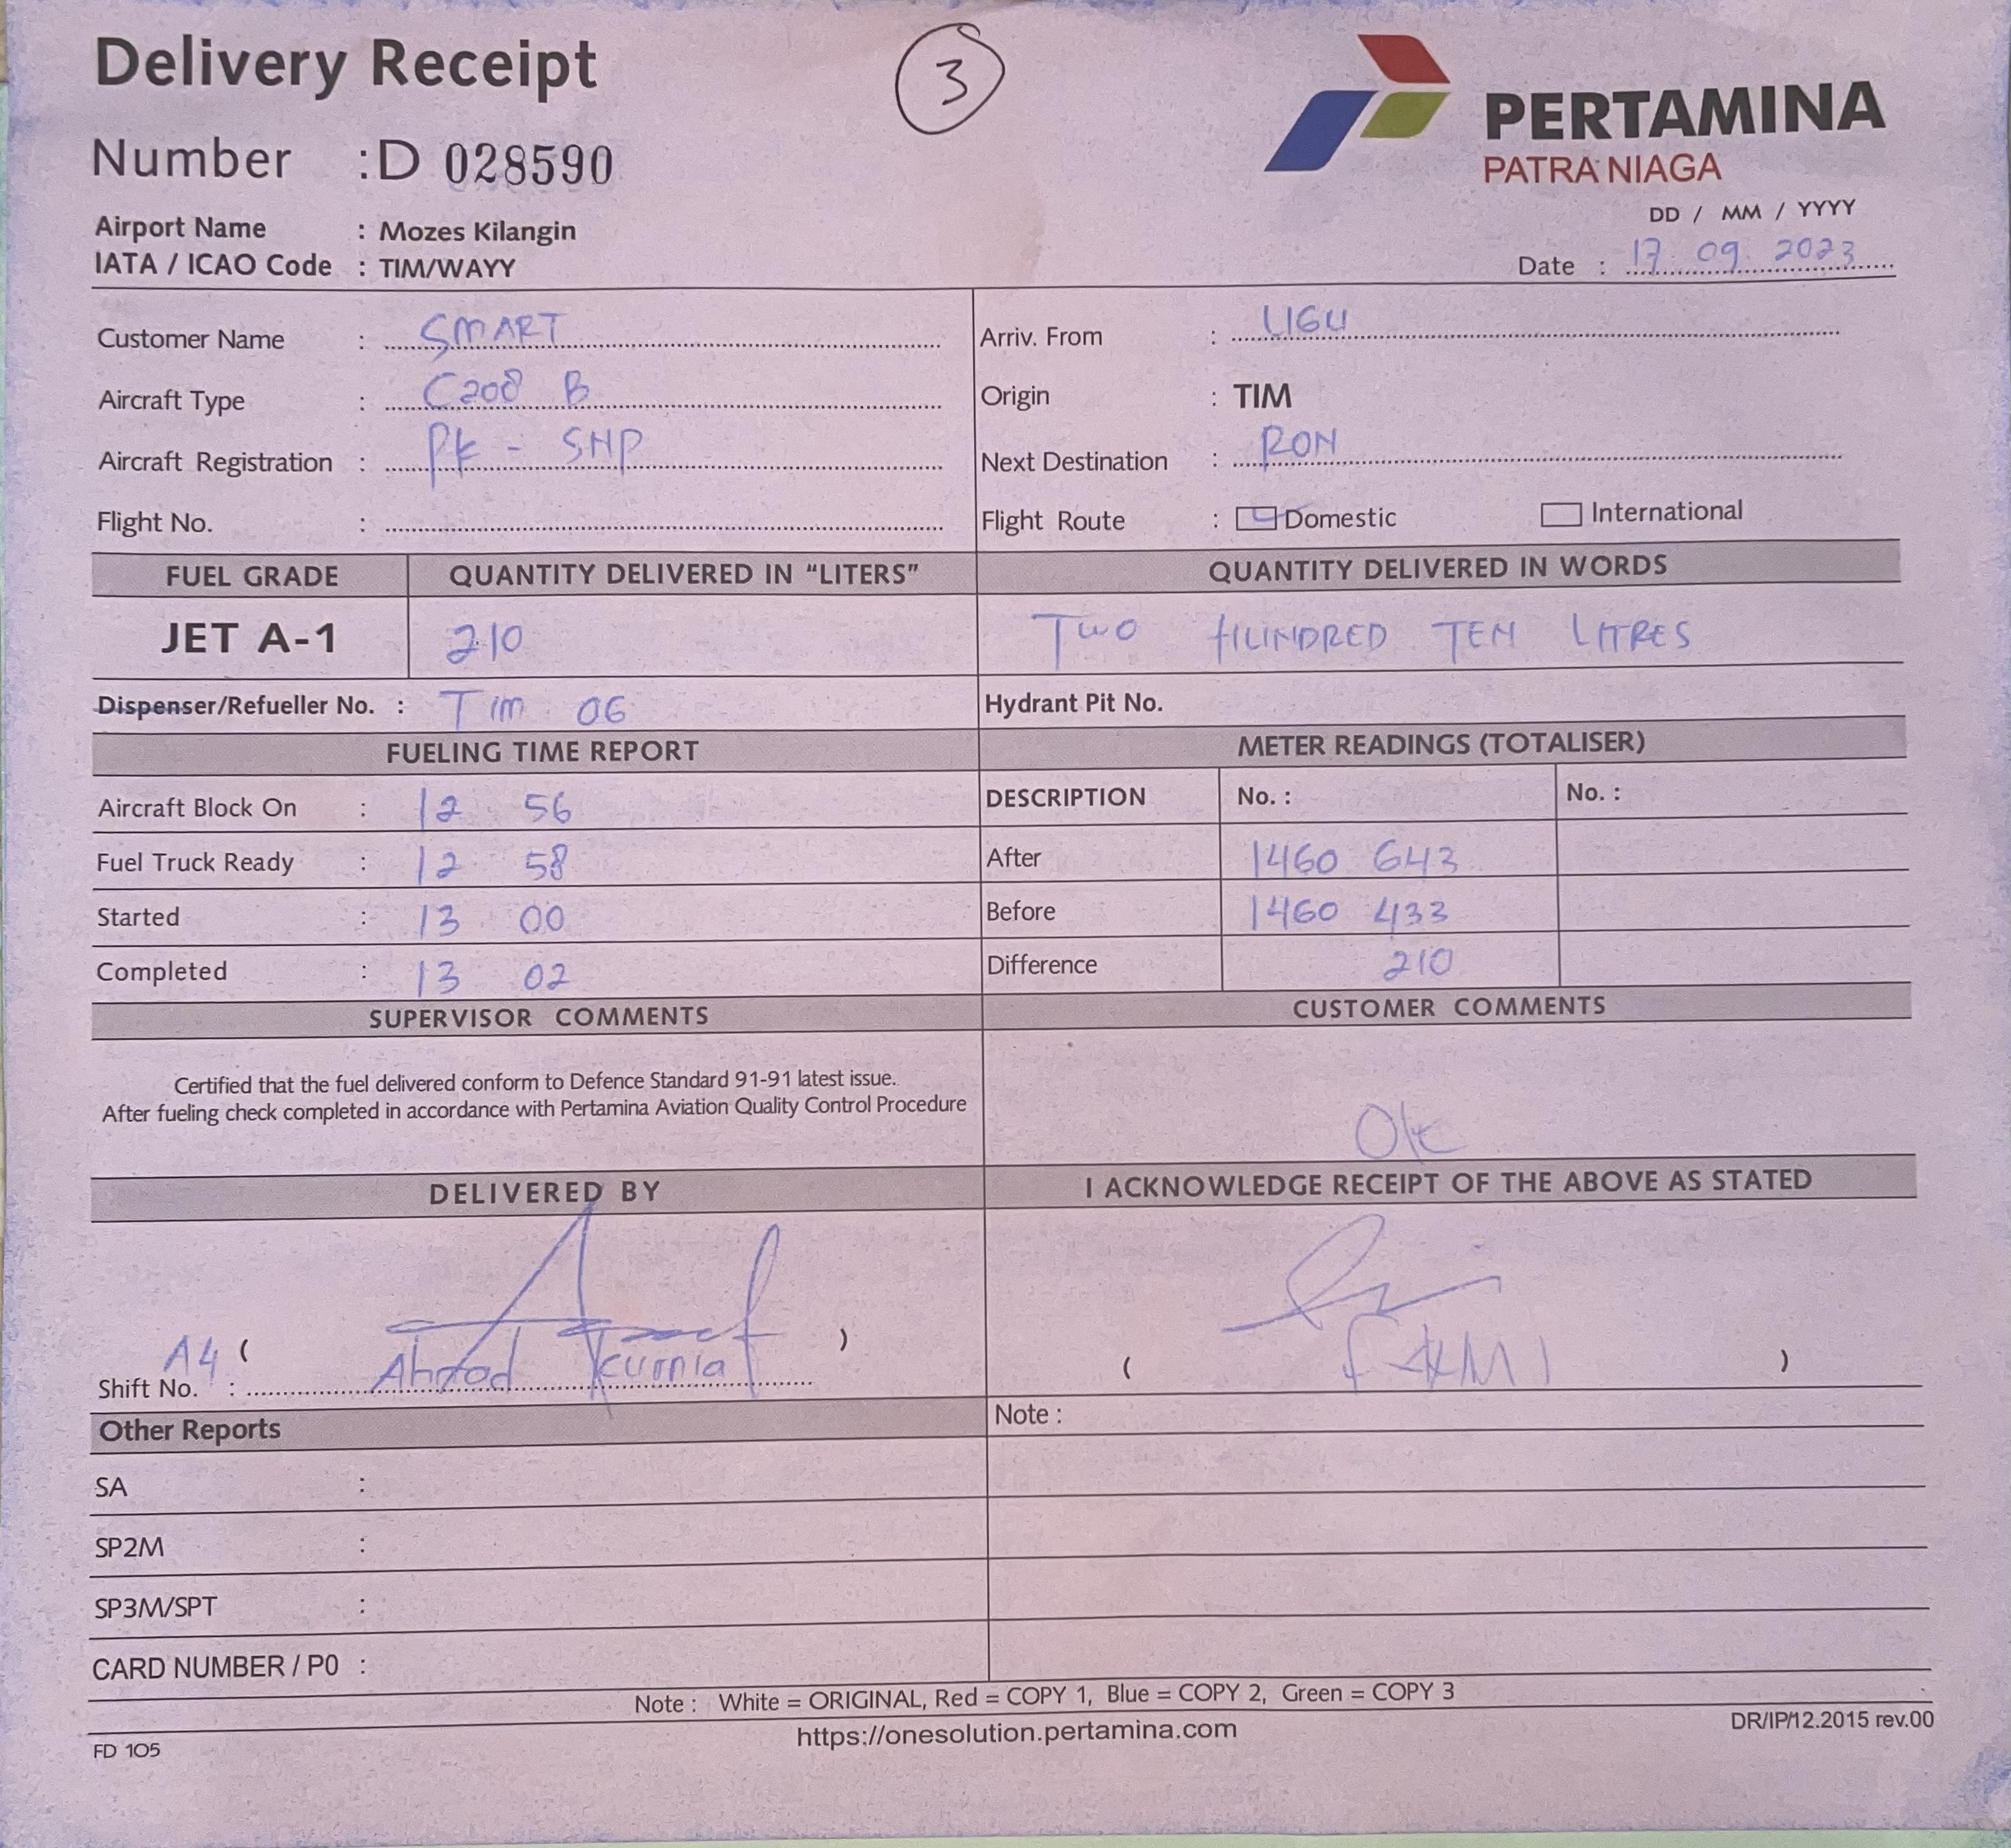 Delivery Receipt
3
Number : D 028590
PERTAMINA
PATRA NIAGA
Airport Name : Mozes Kilangin
IATA / ICAO Code : TIM/WAYY
DD / MM / YYYY
Date : 17 09 2023
Customer Name : SMART
Arriv. From :
Aircraft Type : C208 B
Origin : TIM
Aircraft Registration : PK - SNP
Next Destination : RON
Flight No. :
Flight Route : Domestic International
FUEL GRADE QUANTITY DELIVERED IN “LITERS” QUANTITY DELIVERED IN WORDS
JET A-1 210 TWO HUNDRED TEN LITRES
Dispenser/Refueller No. : TIM 06 Hydrant Pit No.
FUELING TIME REPORT METER READINGS (TOTALISER)
Aircraft Block On : 12 56 DESCRIPTION No. : No. :
Fuel Truck Ready : 12 58 After 1460 643
Started : 13 00 Before 1460 433
Completed : 13 02 Difference 210
SUPERVISOR COMMENTS CUSTOMER COMMENTS
Certified that the fuel delivered conform to Defence Standard 91-91 latest issue.
After fueling check completed in accordance with Pertamina Aviation Quality Control Procedure
Ok
DELIVERED BY I ACKNOWLEDGE RECEIPT OF THE ABOVE AS STATED
A4 ( Kurnia ) ( )
Shift No. :
Other Reports Note :
SA :
SP2M :
SP3M/SPT :
CARD NUMBER / PO :
Note : White = ORIGINAL, Red = COPY 1, Blue = COPY 2, Green = COPY 3
https://onesolution.pertamina.com
FD 105
DR/IP/12.2015 rev.00